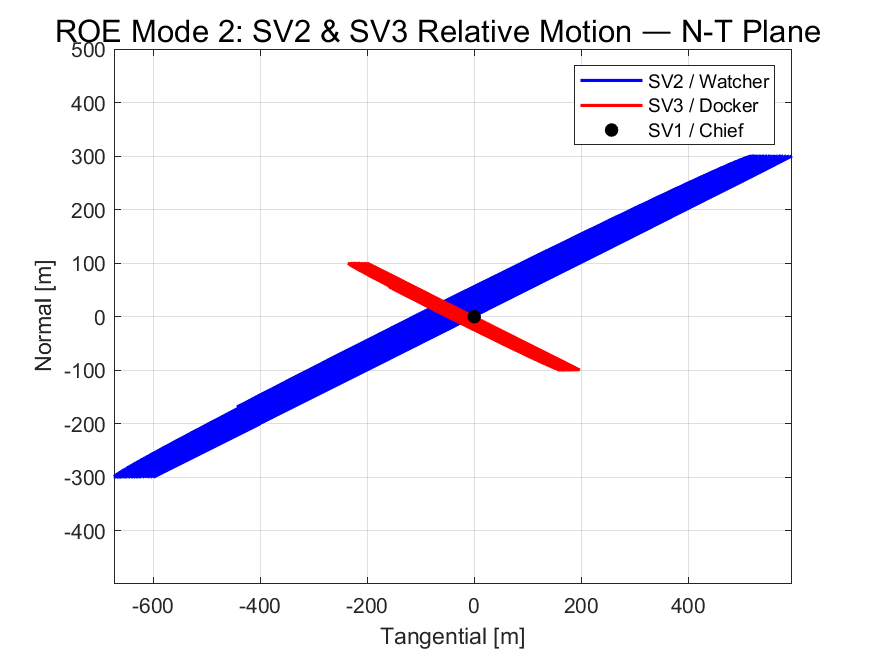 ROE Mode 2: SV2 & SV3 Relative Motion — N-T Plane
SV2 / Watcher
SV3 / Docker
SV1 / Chief
500
400
300
200
100
0
-100
-200
-300
-400
Normal [m]
-600
-400
-200
0
200
400
Tangential [m]